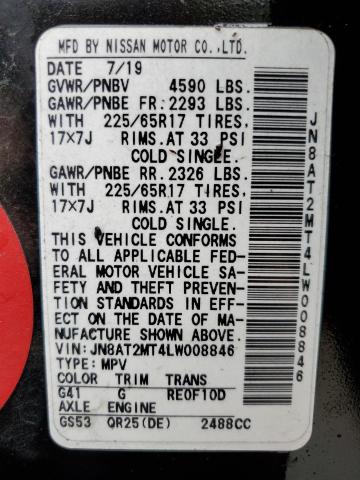 MFD BY NISSAN MOTOR CO.,LTD.
DATE 7/19
GVWR/PNBV 4590 LBS.
GAWR/PNBE FR. 2293 LBS.
WITH 225/65R17 TIRES.
17X7J RIMS.AT 33 PSI
COLD SINGLE.
GAWR/PNBE RR. 2326 LBS.
WITH 225/65R17 TIRES.
17X7J RIMS.AT 33 PSI
COLD SINGLE.
THIS VEHICLE CONFORMS
TO ALL APPLICABLE FED-
ERAL MOTOR VEHICLE SA-
FETY AND THEFT PREVEN-
TION STANDARDS IN EFF-
ECT ON THE DATE OF MA-
NUFACTURE SHOWN ABOVE.
VIN: JN8AT2MT4LW008846
TYPE: MPV
COLOR TRIM TRANS
G41 G RE0F10D
AXLE ENGINE
GS53 QR25(DE) 2488CC
JN8AT2MT4LW008846